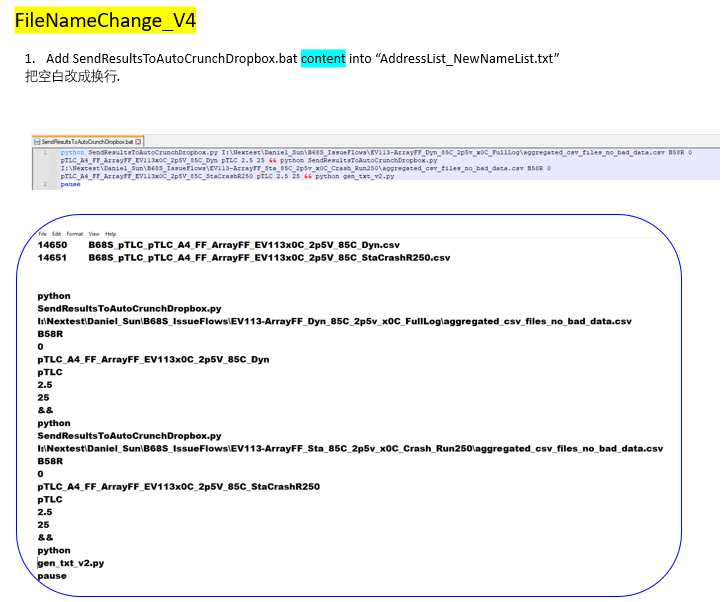 FileNameChange_V4
1. Add SendResultsToAutoCrunchDropbox.bat content into “AddressList_NewNameList.txt”
把空白改成换行.
SendResultsToAutoCrunchDropbox.bat
1 python SendResultsToAutoCrunchDropbox.py I:\Nextest\Daniel_Sun\B68S_IssueFlows\EV113-ArrayFF_Dyn_85C_2p5v_x0C_FullLog\aggregated_csv_files_no_bad_data.csv B58R 0
pTLC_A4_FF_ArrayFF_EV113x0C_2p5V_85C_Dyn pTLC 2.5 25 && python SendResultsToAutoCrunchDropbox.py
I:\Nextest\Daniel_Sun\B68S_IssueFlows\EV113-ArrayFF_Sta_85C_2p5v_x0C_Crash_Run250\aggregated_csv_files_no_bad_data.csv B58R 0
pTLC_A4_FF_ArrayFF_EV113x0C_2p5V_85C_StaCrashR250 pTLC 2.5 25 && python gen_txt_v2.py
2 pause
File Edit Format View Help
14650 B68S_pTLC_pTLC_A4_FF_ArrayFF_EV113x0C_2p5V_85C_Dyn.csv
14651 B68S_pTLC_pTLC_A4_FF_ArrayFF_EV113x0C_2p5V_85C_StaCrashR250.csv
python
SendResultsToAutoCrunchDropbox.py
I:\Nextest\Daniel_Sun\B68S_IssueFlows\EV113-ArrayFF_Dyn_85C_2p5v_x0C_FullLog\aggregated_csv_files_no_bad_data.csv
B58R
0
pTLC_A4_FF_ArrayFF_EV113x0C_2p5V_85C_Dyn
pTLC
2.5
25
&&
python
SendResultsToAutoCrunchDropbox.py
I:\Nextest\Daniel_Sun\B68S_IssueFlows\EV113-ArrayFF_Sta_85C_2p5v_x0C_Crash_Run250\aggregated_csv_files_no_bad_data.csv
B58R
0
pTLC_A4_FF_ArrayFF_EV113x0C_2p5V_85C_StaCrashR250
pTLC
2.5
25
&&
python
gen_txt_v2.py
pause